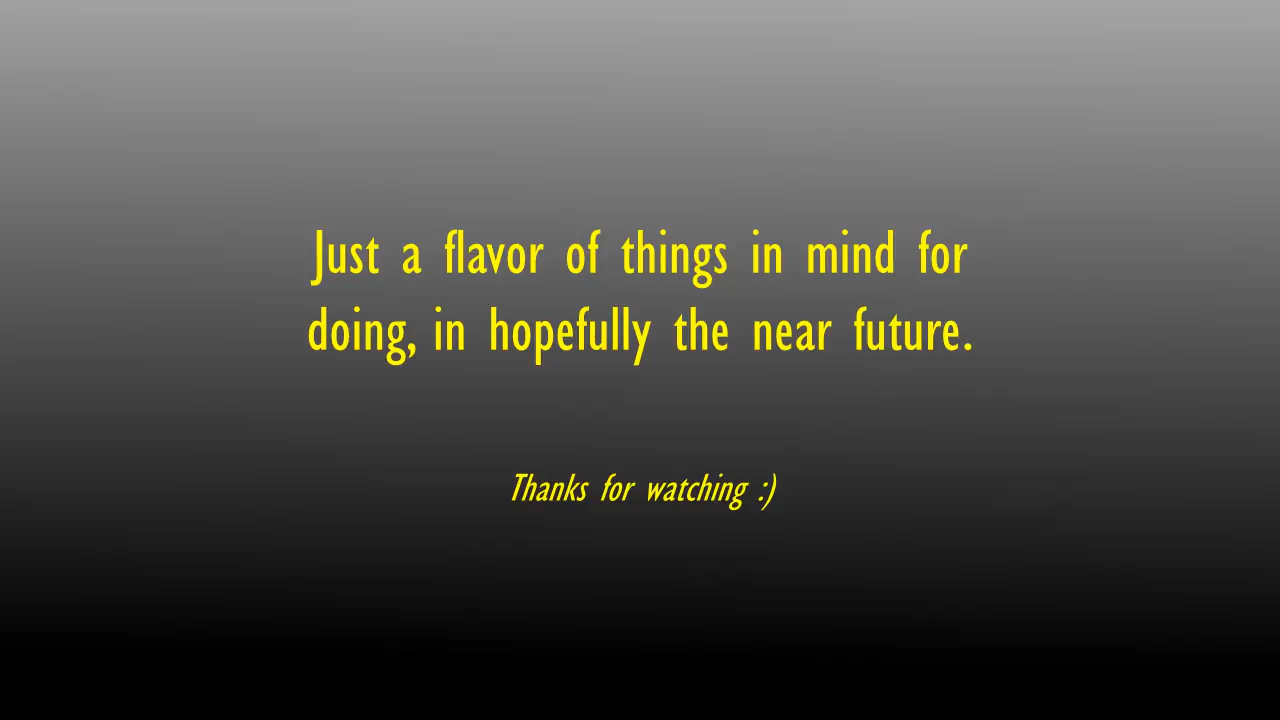 Just a flavor of things in mind for
doing, in hopefully the near future.
Thanks for watching :)